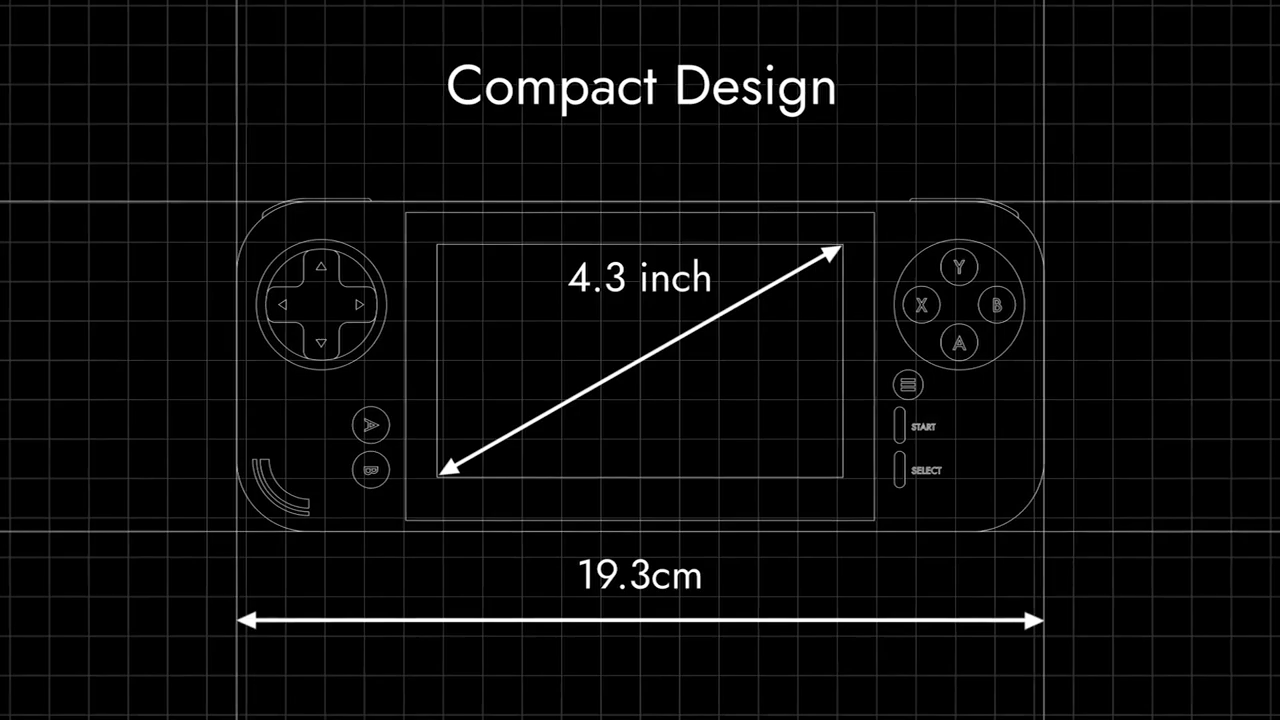 Compact Design
4.3 inch
Y
X
B
A
START
SELECT
19.3cm